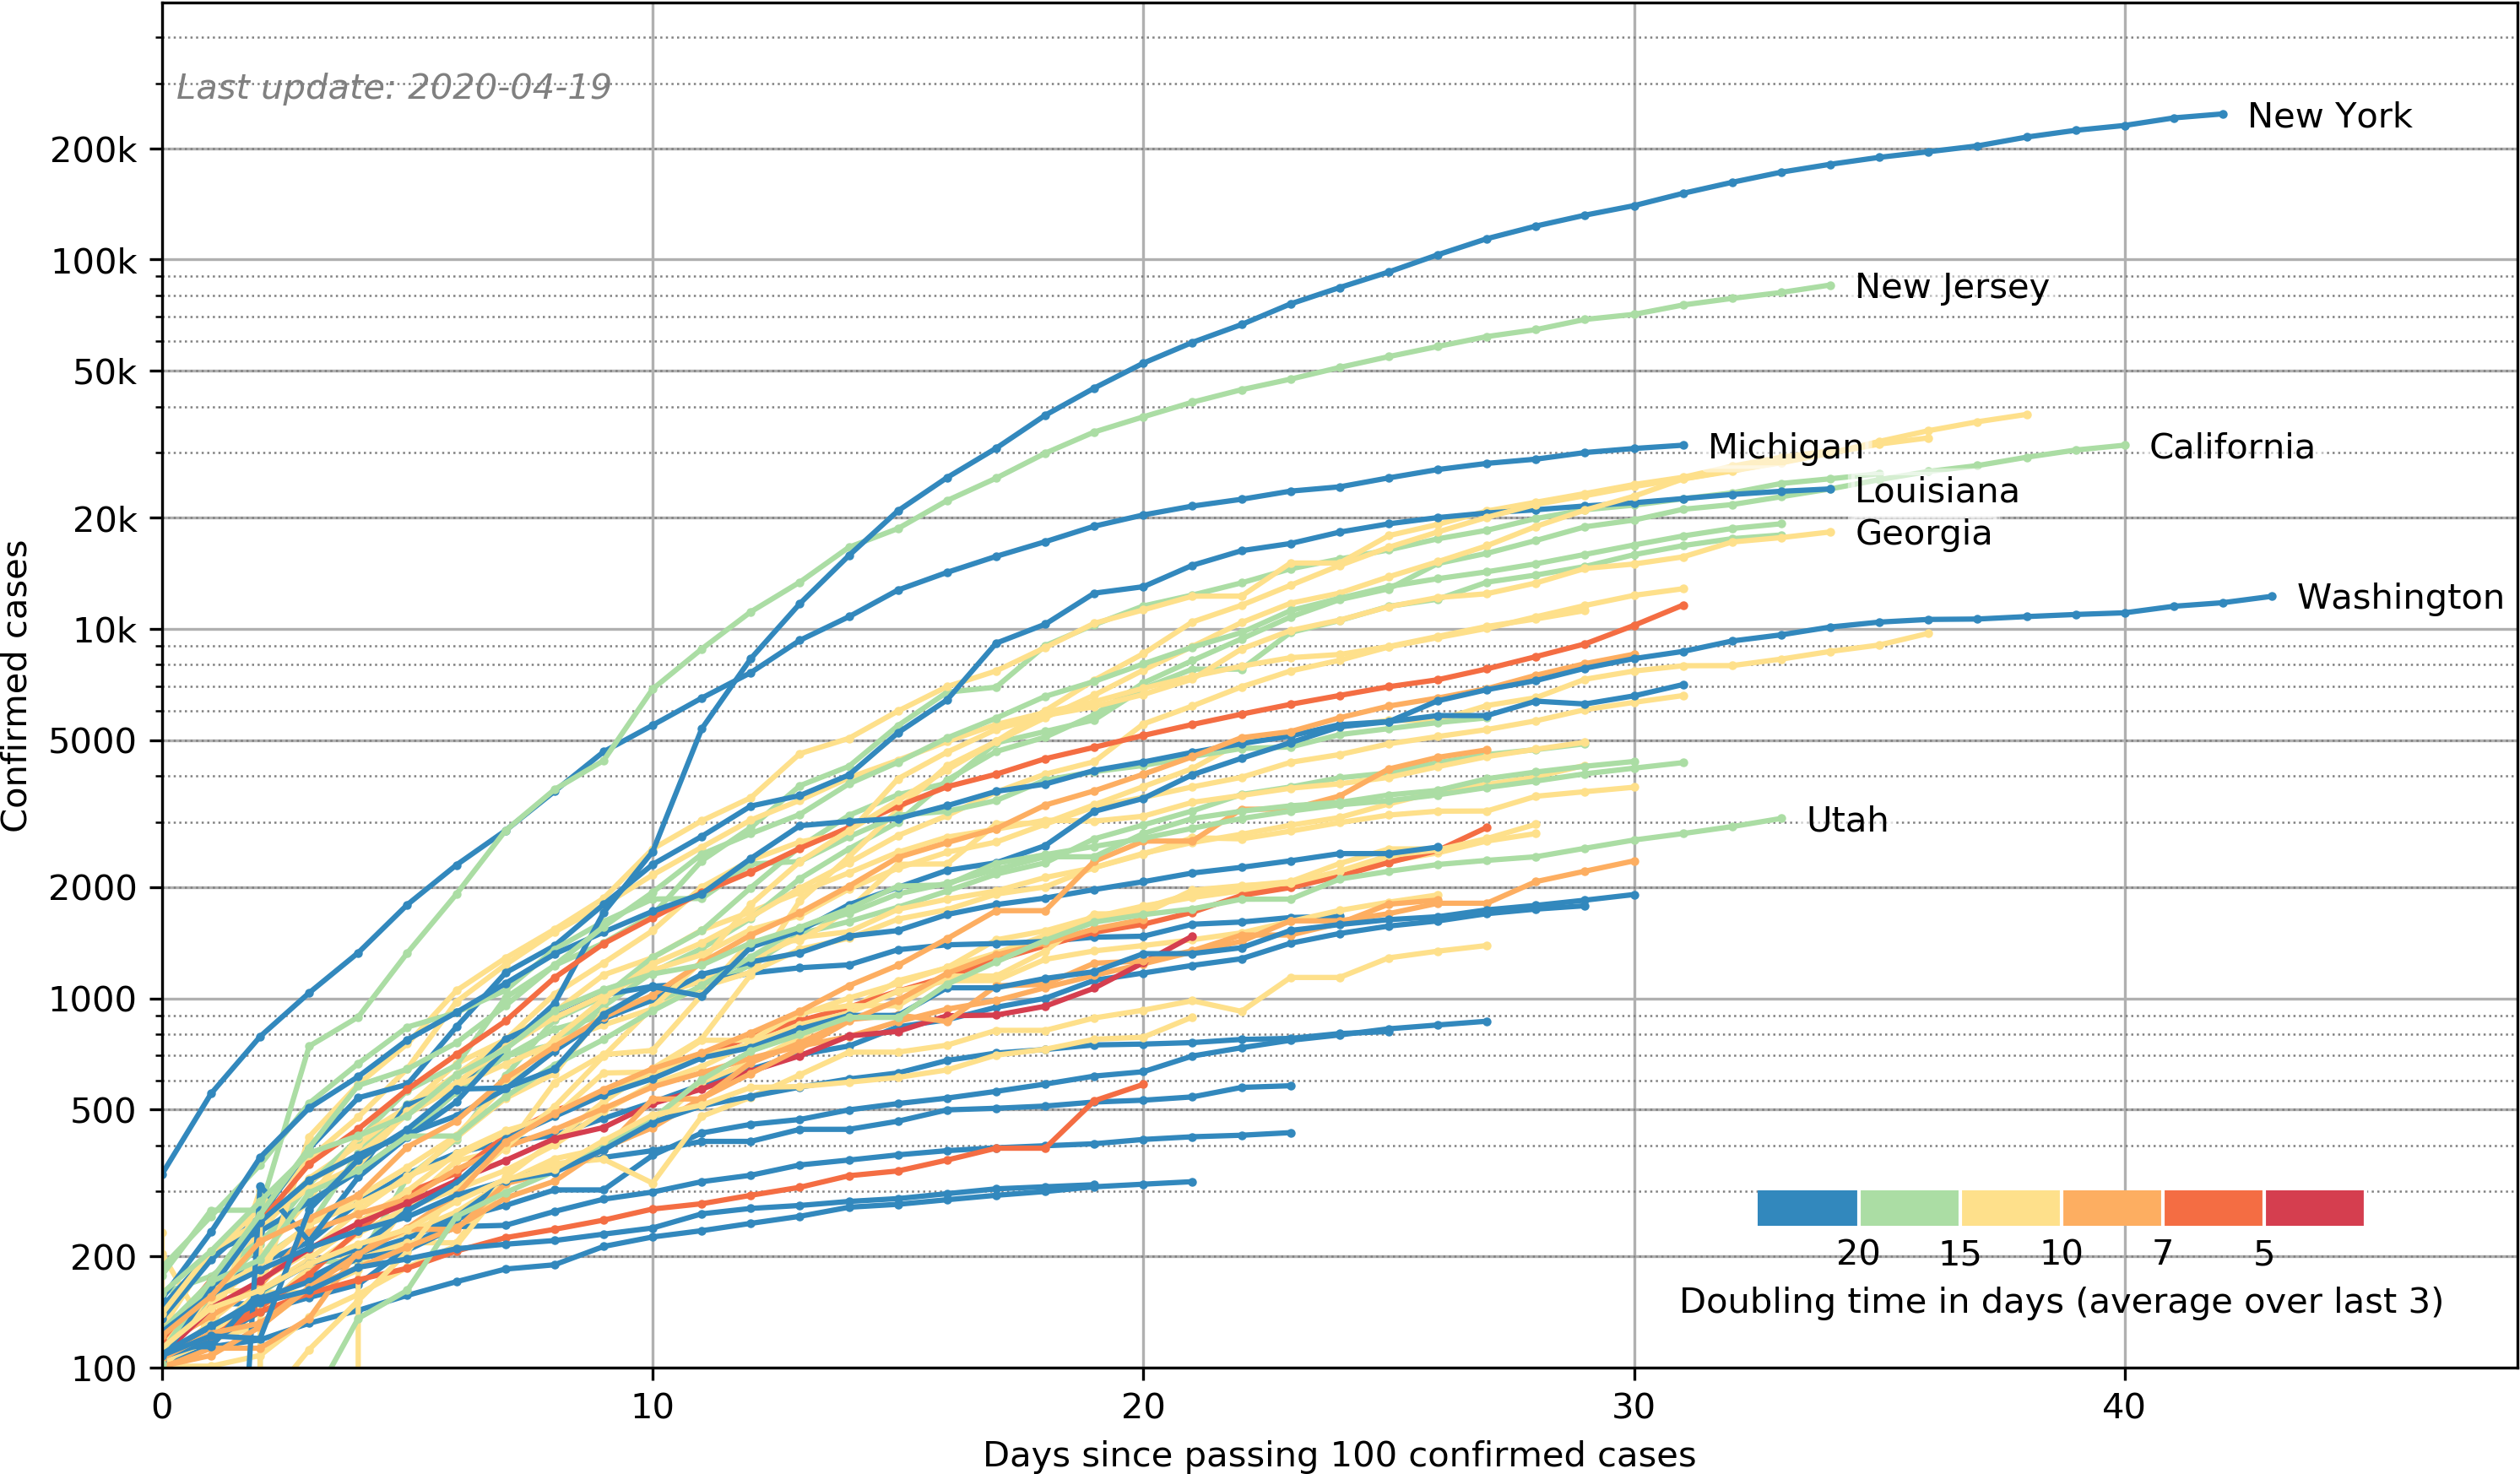 Last update: 2020-04-19
New York
New Jersey
Michigan
California
Louisiana
Georgia
Washington
Utah
200k
100k
50k
20k
10k
5000
2000
1000
500
200
100
Confirmed cases
0 10 20 30 40
Days since passing 100 confirmed cases
20 15 10 7 5
Doubling time in days (average over last 3)